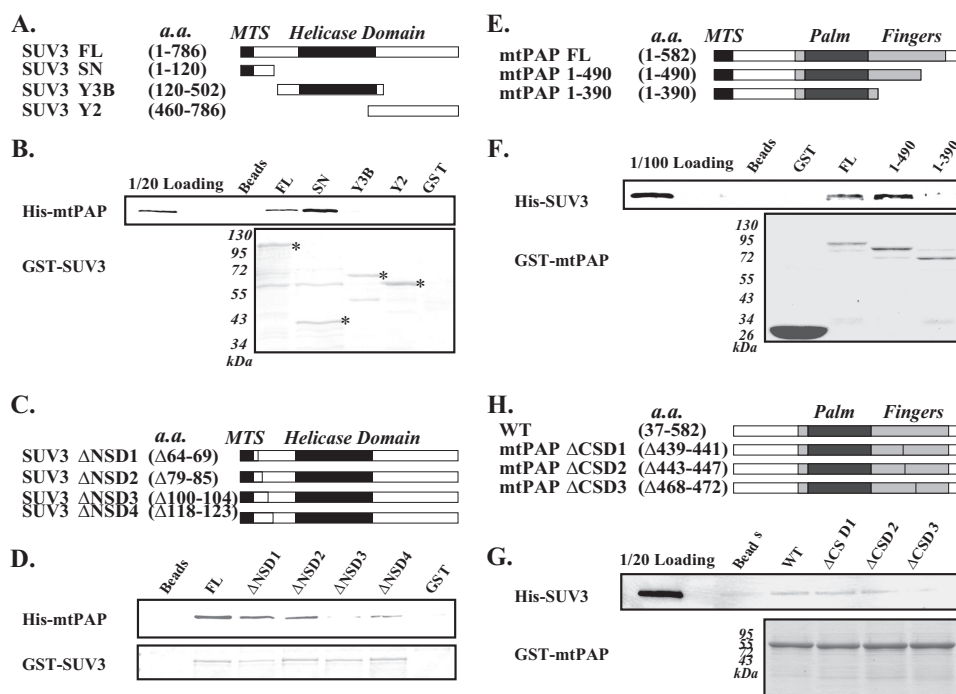 A.
a.a. MTS Helicase Domain
SUV3 FL (1-786)
SUV3 SN (1-120)
SUV3 Y3B (120-502)
SUV3 Y2 (460-786)
B.
1/20 Loading Beads FL SN Y3B Y2 GST
His-mtPAP
GST-SUV3
130
95
72
55
43
34
kDa
*
*
*
*
C.
a.a. MTS Helicase Domain
SUV3 ΔNSD1 (Δ64-69)
SUV3 ΔNSD2 (Δ79-85)
SUV3 ΔNSD3 (Δ100-104)
SUV3 ΔNSD4 (Δ118-123)
D.
Beads FL ΔNSD1 ΔNSD2 ΔNSD3 ΔNSD4 GST
His-mtPAP
GST-SUV3
E.
a.a. MTS Palm Fingers
mtPAP FL (1-582)
mtPAP 1-490 (1-490)
mtPAP 1-390 (1-390)
F.
1/100 Loading Beads GST FL 1-490 1-390
His-SUV3
GST-mtPAP
130
95
72
55
43
34
26
kDa
H.
a.a. Palm Fingers
WT (37-582)
mtPAP ΔCSD1 (Δ439-441)
mtPAP ΔCSD2 (Δ443-447)
mtPAP ΔCSD3 (Δ468-472)
G.
1/20 Loading Bead s WT ΔCS D1 ΔCSD2 ΔCSD3
His-SUV3
GST-mtPAP
95
55
72
43
kDa